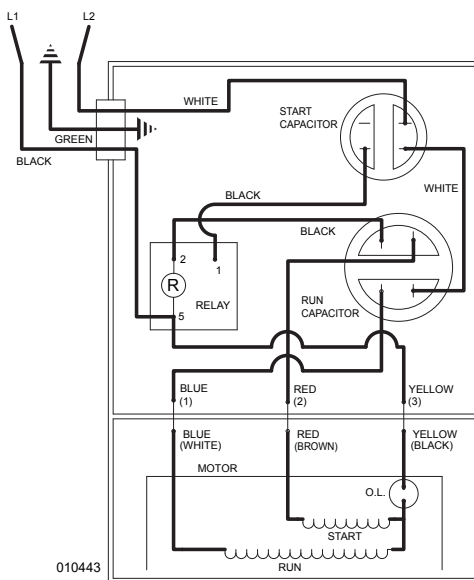 L1
L2
WHITE
START
CAPACITOR
GREEN
BLACK
WHITE
BLACK
BLACK
2
1
R
RELAY
5
RUN
CAPACITOR
BLUE
(1)
RED
(2)
YELLOW
(3)
BLUE
(WHITE)
RED
(BROWN)
YELLOW
(BLACK)
MOTOR
O.L.
START
RUN
010443